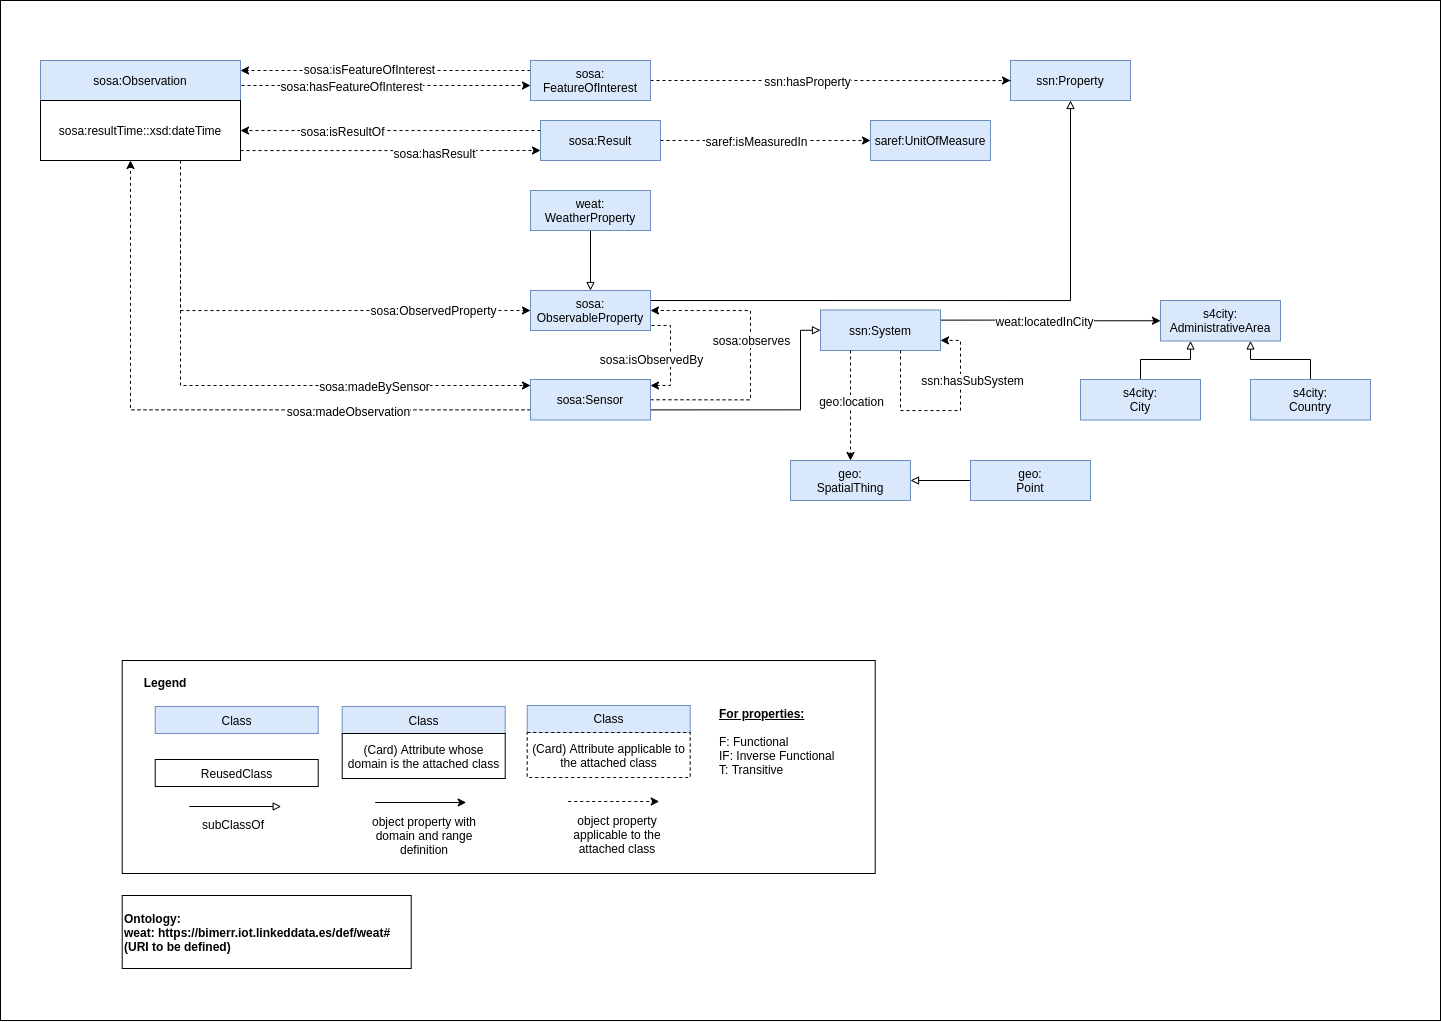 sosa:Observation
sosa:isFeatureOfInterest
sosa:hasFeatureOfInterest
sosa:
FeatureOfInterest
ssn:hasProperty
ssn:Property
sosa:resultTime::xsd:dateTime
sosa:isResultOf
sosa:hasResult
sosa:Result
saref:isMeasuredIn
saref:UnitOfMeasure
weat:
WeatherProperty
sosa:ObservedProperty
sosa:
ObservableProperty
sosa:isObservedBy
sosa:observes
ssn:System
weat:locatedInCity
s4city:
AdministrativeArea
sosa:madeBySensor
sosa:madeObservation
sosa:Sensor
geo:location
ssn:hasSubSystem
s4city:
City
s4city:
Country
geo:
SpatialThing
geo:
Point
Legend
Class
ReusedClass
subClassOf
Class
(Card) Attribute whose
domain is the attached class
object property with
domain and range
definition
Class
(Card) Attribute applicable to
the attached class
object property
applicable to the
attached class
For properties:
F: Functional
IF: Inverse Functional
T: Transitive
Ontology:
weat: https://bimerr.iot.linkeddata.es/def/weat#
(URI to be defined)